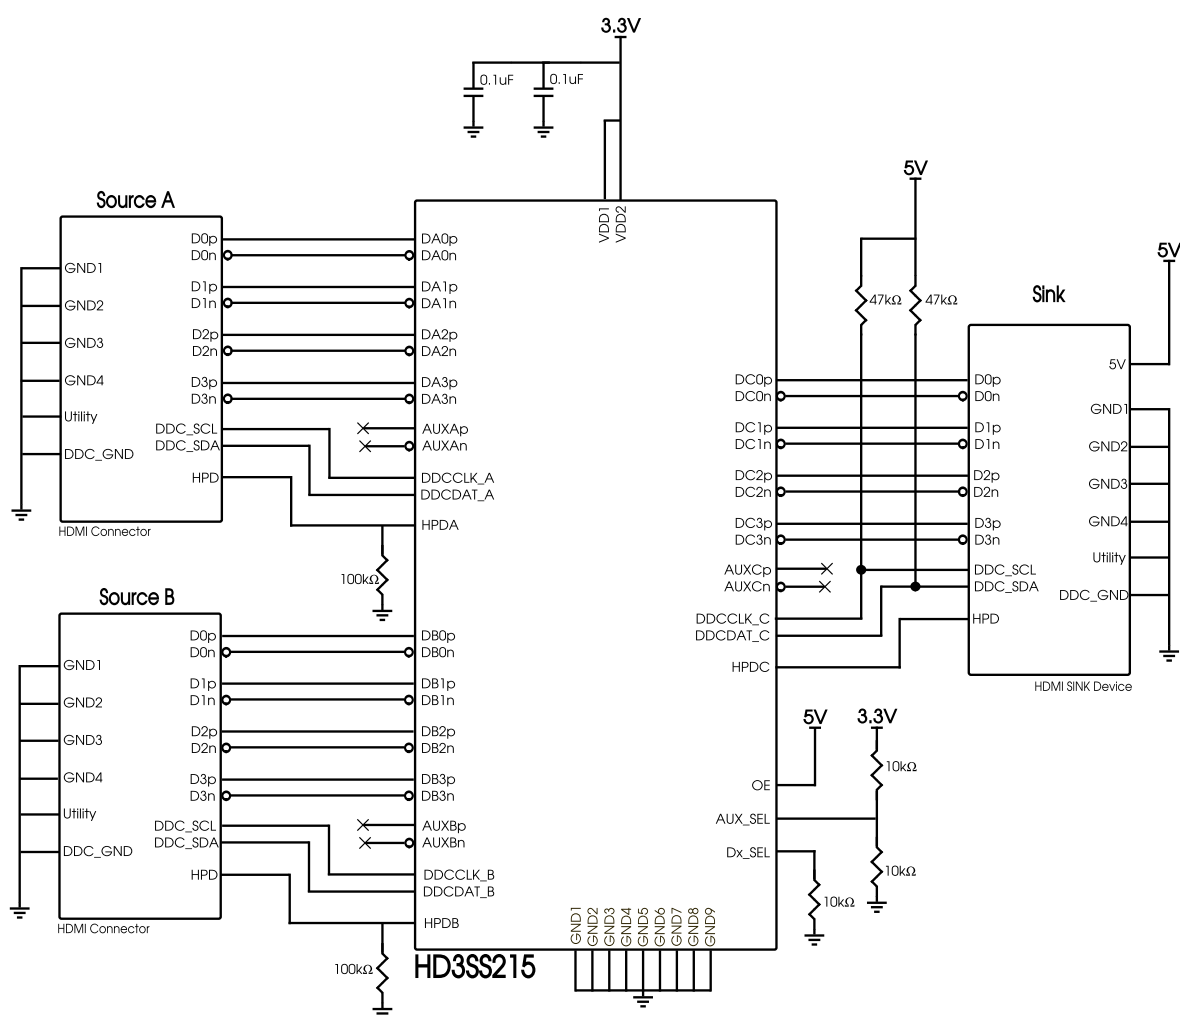 3.3V
0.1uF
0.1uF
5V
Source A
VDD1
VDD2
D0p
D0n
D1p
D1n
D2p
D2n
D3p
D3n
DDC_SCL
DDC_SDA
HPD
GND1
GND2
GND3
GND4
Utility
DDC_GND
HDMI Connector
DA0p
DA0n
DA1p
DA1n
DA2p
DA2n
DA3p
DA3n
AUXAp
AUXAn
DDCCLK_A
DDCDAT_A
HPDA
100kΩ
Source B
D0p
D0n
D1p
D1n
D2p
D2n
D3p
D3n
DDC_SCL
DDC_SDA
HPD
GND1
GND2
GND3
GND4
Utility
DDC_GND
HDMI Connector
DB0p
DB0n
DB1p
DB1n
DB2p
DB2n
DB3p
DB3n
AUXBp
AUXBn
DDCCLK_B
DDCDAT_B
HPDB
100kΩ
HD3SS215
GND1
GND2
GND3
GND4
GND5
GND6
GND7
GND8
GND9
47kΩ
47kΩ
DC0p
DC0n
DC1p
DC1n
DC2p
DC2n
DC3p
DC3n
AUXCp
AUXCn
DDCCLK_C
DDCDAT_C
HPDC
OE
AUX_SEL
Dx_SEL
5V
3.3V
10kΩ
10kΩ
10kΩ
5V
Sink
5V
D0p
D0n
D1p
D1n
D2p
D2n
D3p
D3n
DDC_SCL
DDC_SDA
HPD
GND1
GND2
GND3
GND4
Utility
DDC_GND
HDMI SINK Device